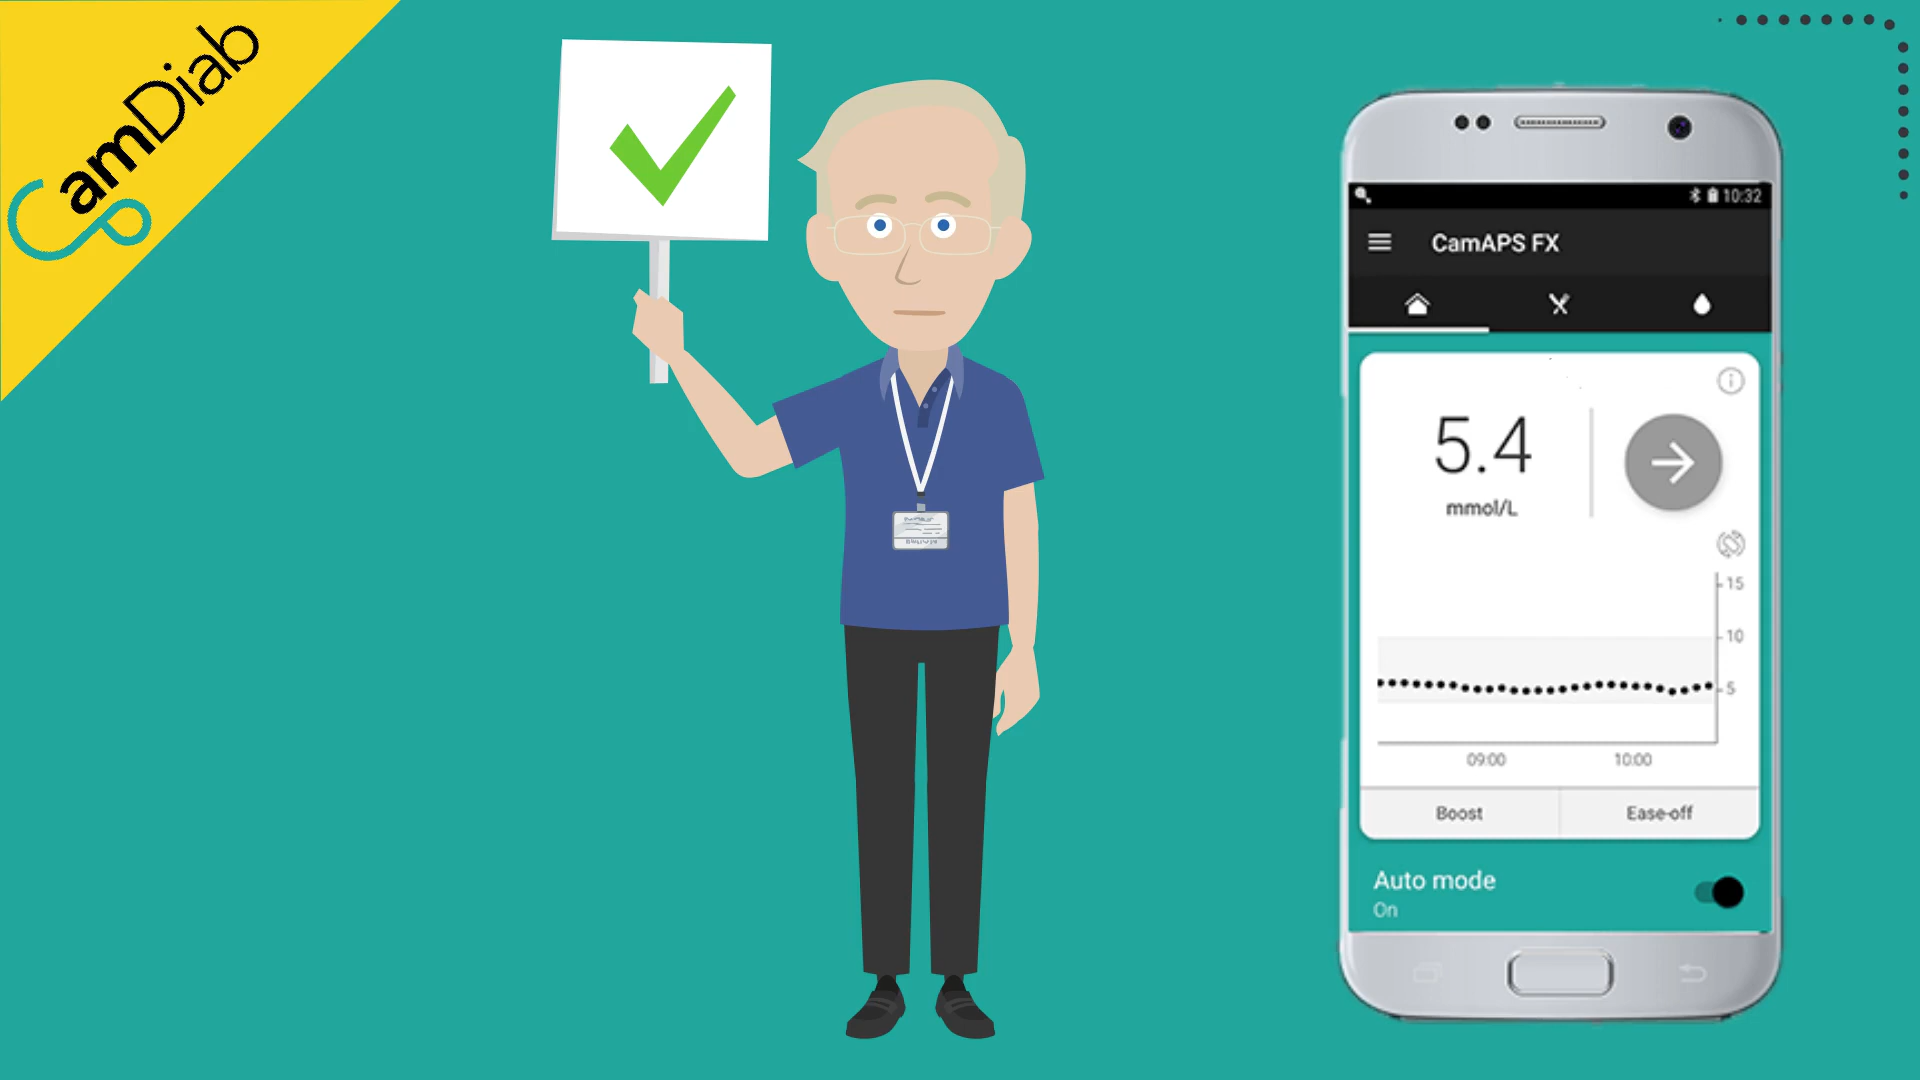 CamDiab
10:32
CamAPS FX
5.4
mmol/L
15
10
5
09:00
10:00
Boost
Ease-off
Auto mode
On